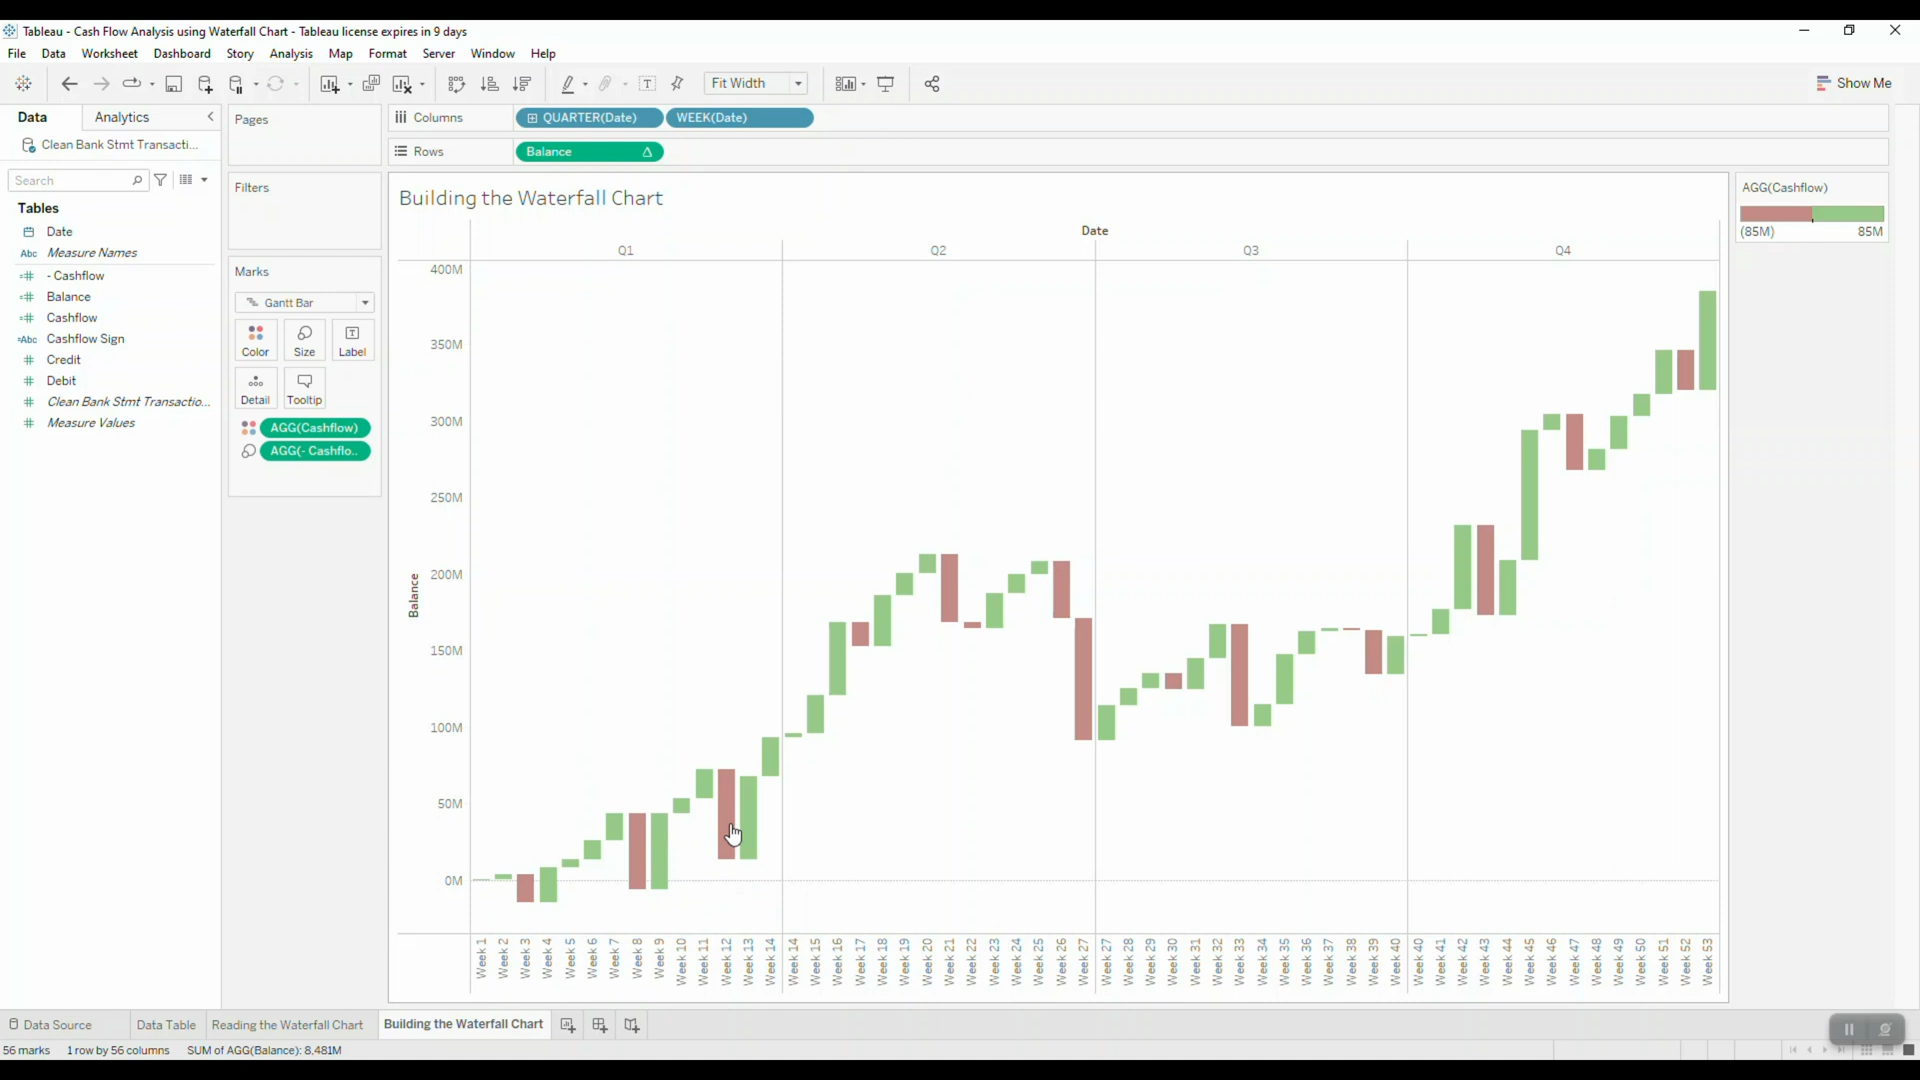 Tableau - Cash Flow Analysis using Waterfall Chart - Tableau license expires in 9 days
File Data Worksheet Dashboard Story Analysis Map Format Server Window Help
Fit Width
Show Me
Data Analytics
Clean Bank Stmt Transacti...
Search
Tables
Date
Abc Measure Names
- Cashflow
Balance
Cashflow
Abc Cashflow Sign
Credit
Debit
Clean Bank Stmt Transactio...
Measure Values
Pages
Filters
Marks
Gantt Bar
Color Size Label
Detail Tooltip
AGG(Cashflow)
AGG(- Cashflo..
Columns QUARTER(Date) WEEK(Date)
Rows Balance
Building the Waterfall Chart
Date
Q1 Q2 Q3 Q4
Balance
400M
350M
300M
250M
200M
150M
100M
50M
0M
Week 1 Week 2 Week 3 Week 4 Week 5 Week 6 Week 7 Week 8 Week 9 Week 10 Week 11 Week 12 Week 13 Week 14 Week 14 Week 15 Week 16 Week 17 Week 18 Week 19 Week 20 Week 21 Week 22 Week 23 Week 24 Week 25 Week 26 Week 27 Week 27 Week 28 Week 29 Week 30 Week 31 Week 32 Week 33 Week 34 Week 35 Week 36 Week 37 Week 38 Week 39 Week 40 Week 40 Week 41 Week 42 Week 43 Week 44 Week 45 Week 46 Week 47 Week 48 Week 49 Week 50 Week 51 Week 52 Week 53
AGG(Cashflow)
(85M) 85M
Data Source Data Table Reading the Waterfall Chart Building the Waterfall Chart
56 marks 1 row by 56 columns SUM of AGG(Balance): 8,481M